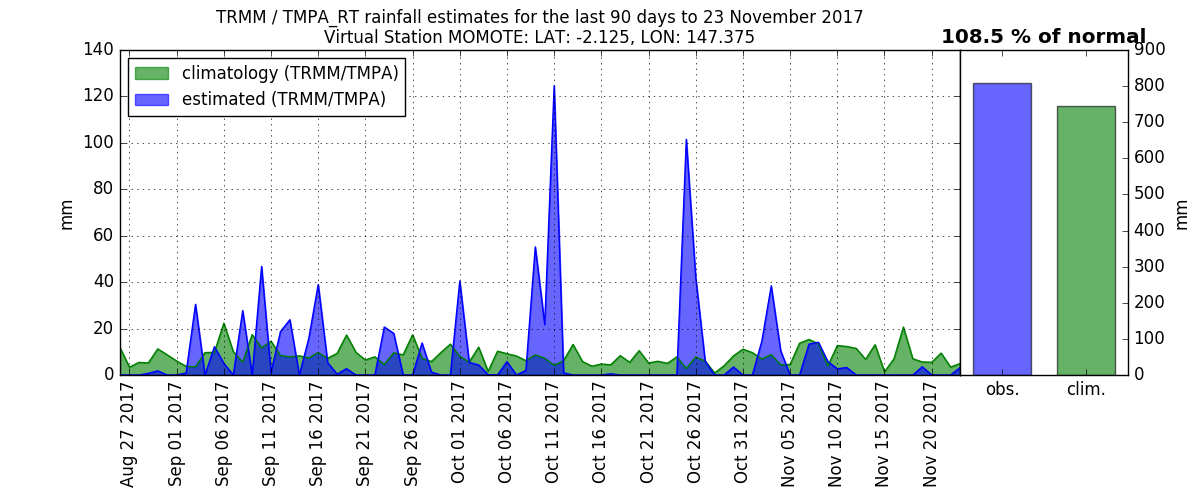 TRMM / TMPA_RT rainfall estimates for the last 90 days to 23 November 2017
Virtual Station MOMOTE: LAT: -2.125, LON: 147.375
108.5 % of normal
climatology (TRMM/TMPA)
estimated (TRMM/TMPA)
mm
140
120
100
80
60
40
20
0
Aug 27 2017
Sep 01 2017
Sep 06 2017
Sep 11 2017
Sep 16 2017
Sep 21 2017
Sep 26 2017
Oct 01 2017
Oct 06 2017
Oct 11 2017
Oct 16 2017
Oct 21 2017
Oct 26 2017
Oct 31 2017
Nov 05 2017
Nov 10 2017
Nov 15 2017
Nov 20 2017
900
800
700
600
500
400
300
200
100
0
mm
obs.
clim.